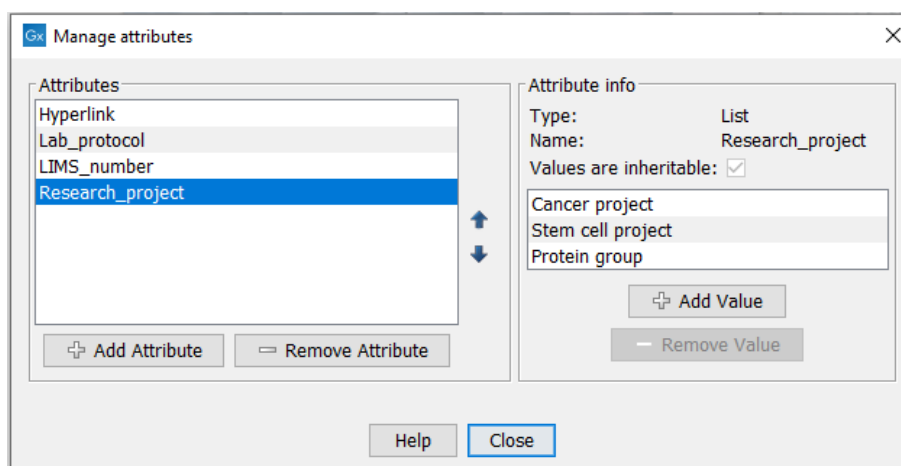 Gx Manage attributes
Attributes
Hyperlink
Lab_protocol
LIMS_number
Research_project
Add Attribute
Remove Attribute
Attribute info
Type: List
Name: Research_project
Values are inheritable:
Cancer project
Stem cell project
Protein group
Add Value
Remove Value
Help
Close